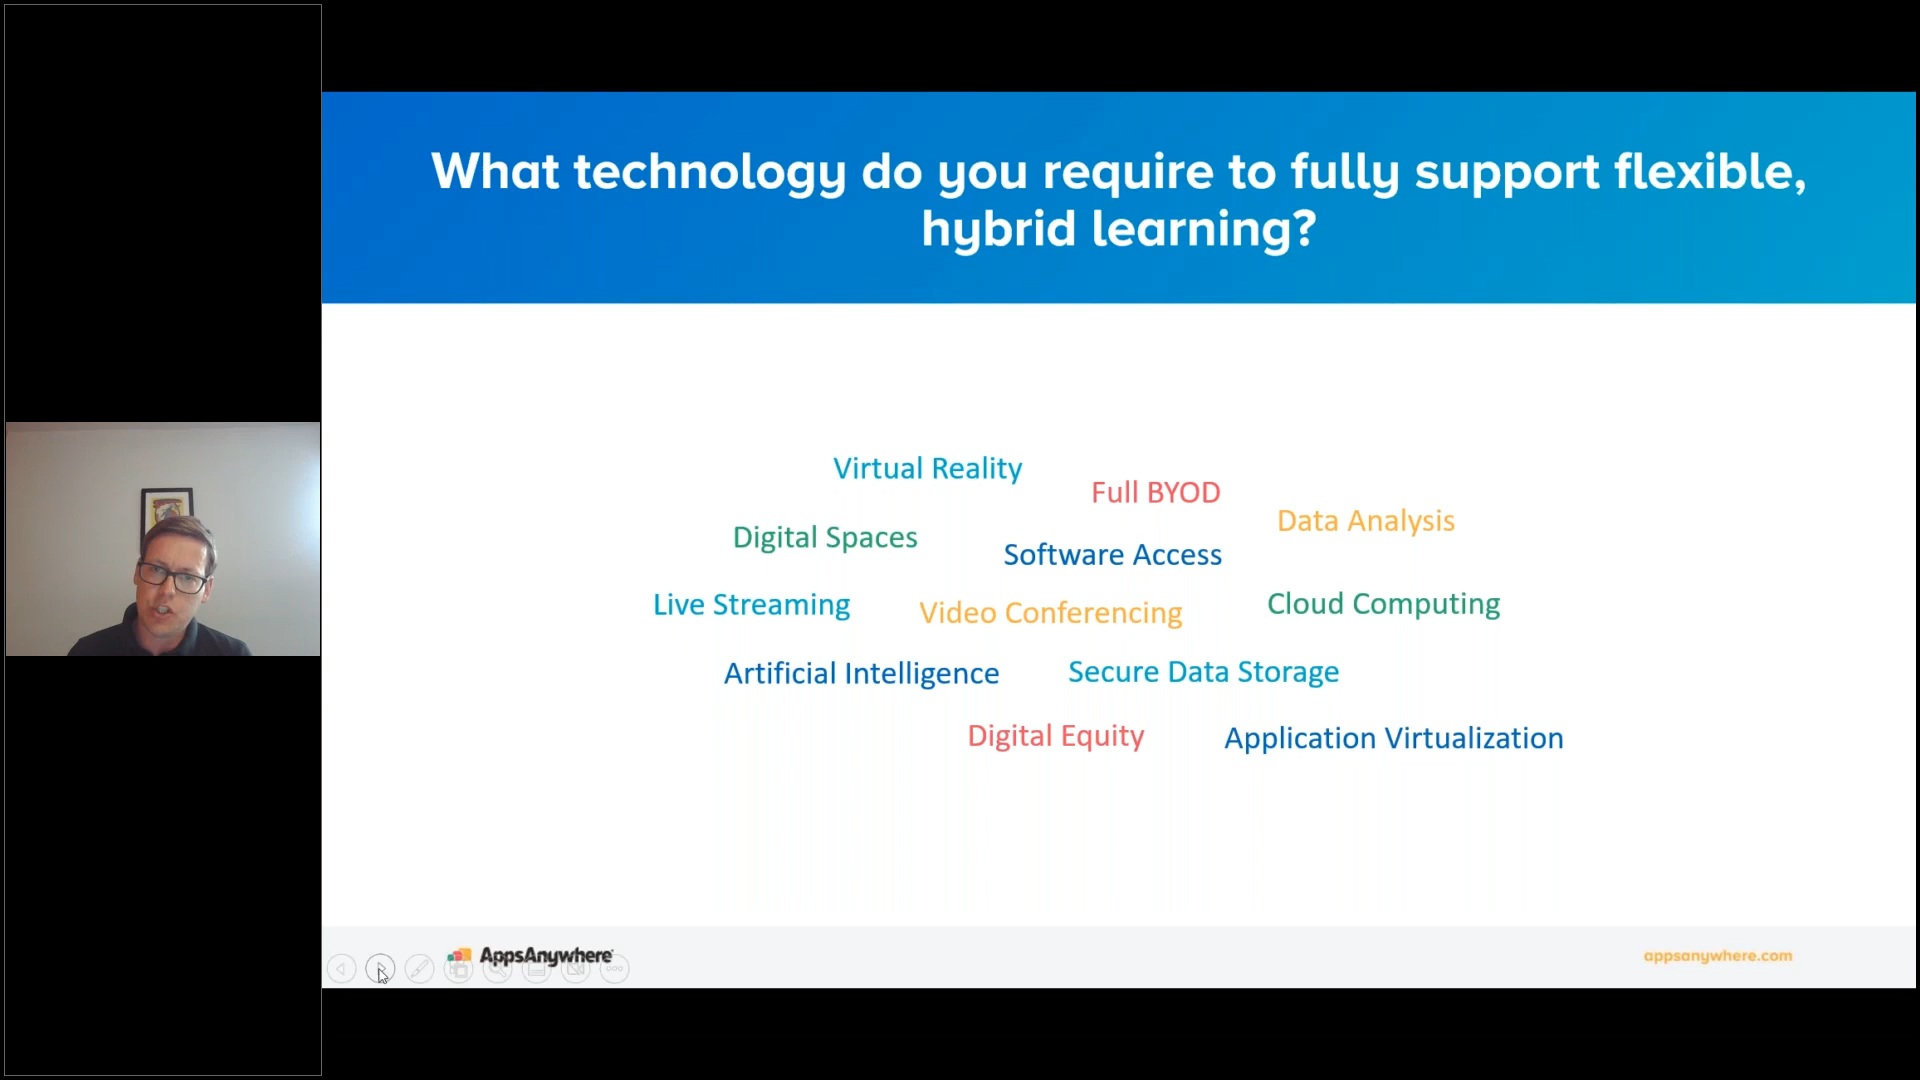 What technology do you require to fully support flexible,
hybrid learning?
Virtual Reality
Full BYOD
Data Analysis
Digital Spaces
Software Access
Live Streaming
Video Conferencing
Cloud Computing
Artificial Intelligence
Secure Data Storage
Digital Equity
Application Virtualization
AppsAnywhere
appsanywhere.com